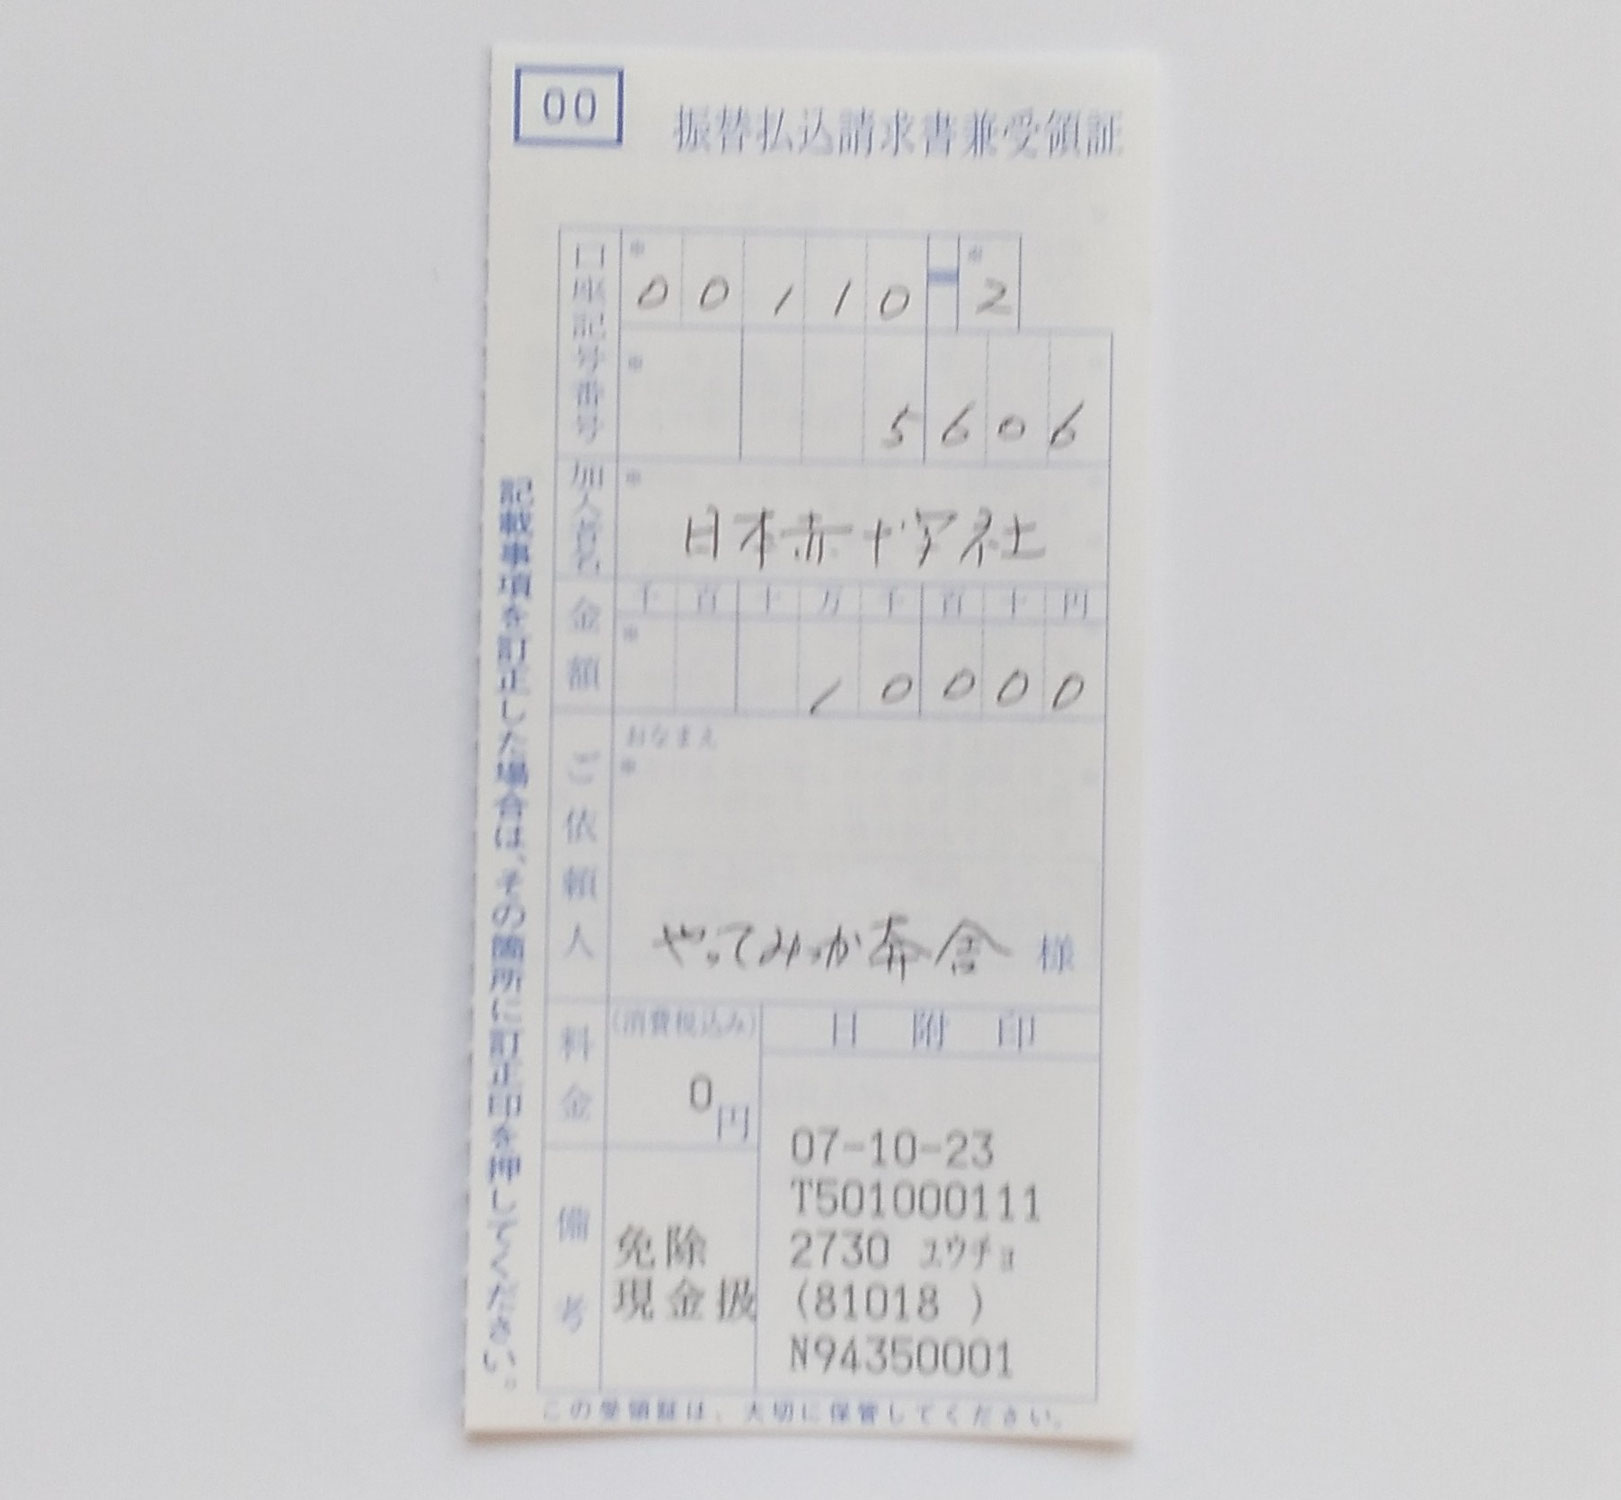 00
振替払込請求書兼受領証
口座記号番号
※ ※
00110-2
※
5606
加入者名
※
日本赤十字社
金額
千 百 十 万 千 百 十 円
※
10000
ご依頼人
おなまえ
※
やってみっか奔舎 様
料金
(消費税込み)
0円
日附印
07-10-23
T501000111
2730 ユウチョ
(81018 )
N94350001
備考
免除
現金扱
記載事項を訂正した場合は、その箇所に訂正印を押してください。
この受領証は、大切に保管してください。